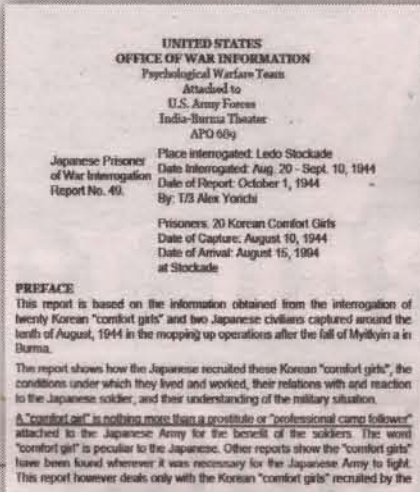 UNITED STATES
OFFICE OF WAR INFORMATION
Psychological Warfare Team
Attached to
U.S. Army Forces
India-Burma Theater
APO 689
Japanese Prisoner
of War Interrogation
Report No. 49.
Place interrogated: Ledo Stockade
Date Interrogated: Aug. 20 - Sept. 10, 1944
Date of Report: October 1, 1944
By: T/3 Alex Yorichi
Prisoners: 20 Korean Comfort Girls
Date of Capture: August 10, 1944
Date of Arrival: August 15, 1994
at Stockade
PREFACE
This report is based on the information obtained from the interrogation of
twenty Korean "comfort girls" and two Japanese civilians captured around the
tenth of August, 1944 in the mopping up operations after the fall of Myitkyin a in
Burma.
The report shows how the Japanese recruited these Korean "comfort girls", the
conditions under which they lived and worked, their relations with and reaction
to the Japanese soldier, and their understanding of the military situation.
A "comfort girl" is nothing more than a prostitute or "professional camp follower"
attached to the Japanese Army for the benefit of the soldiers. The word
"comfort girl" is peculiar to the Japanese. Other reports show the "comfort girls"
have been found wherever it was necessary for the Japanese Army to fight.
This report however deals only with the Korean "comfort girls" recruited by the